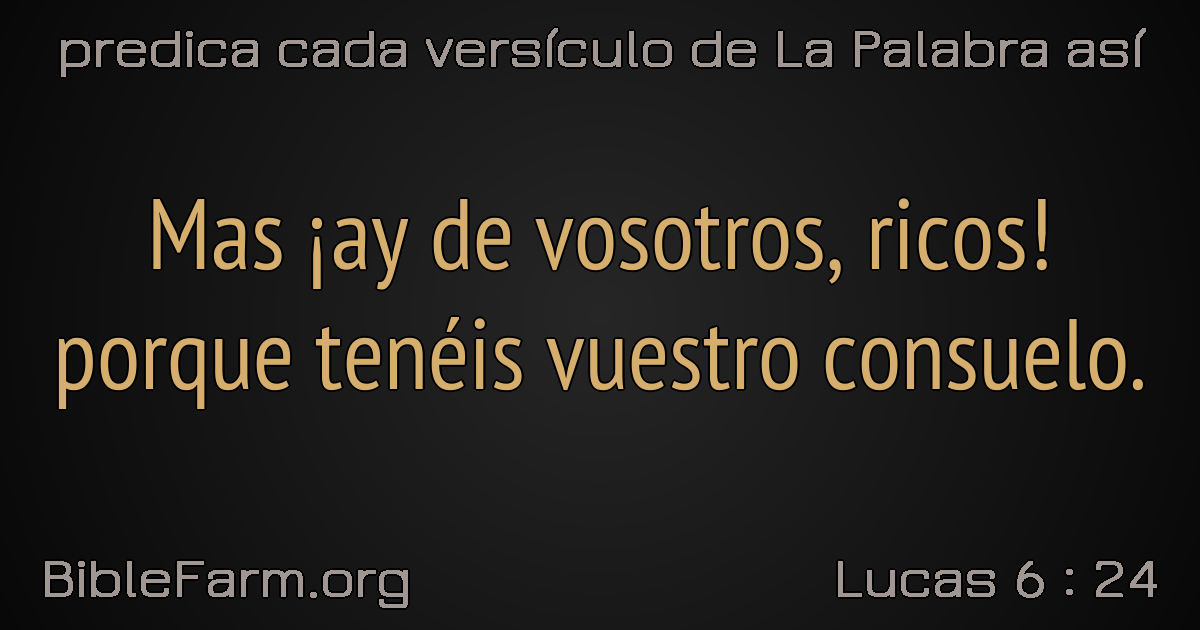 predica cada versículo de La Palabra así
Mas ¡ay de vosotros, ricos!
porque tenéis vuestro consuelo.
BibleFarm.org
Lucas 6 : 24